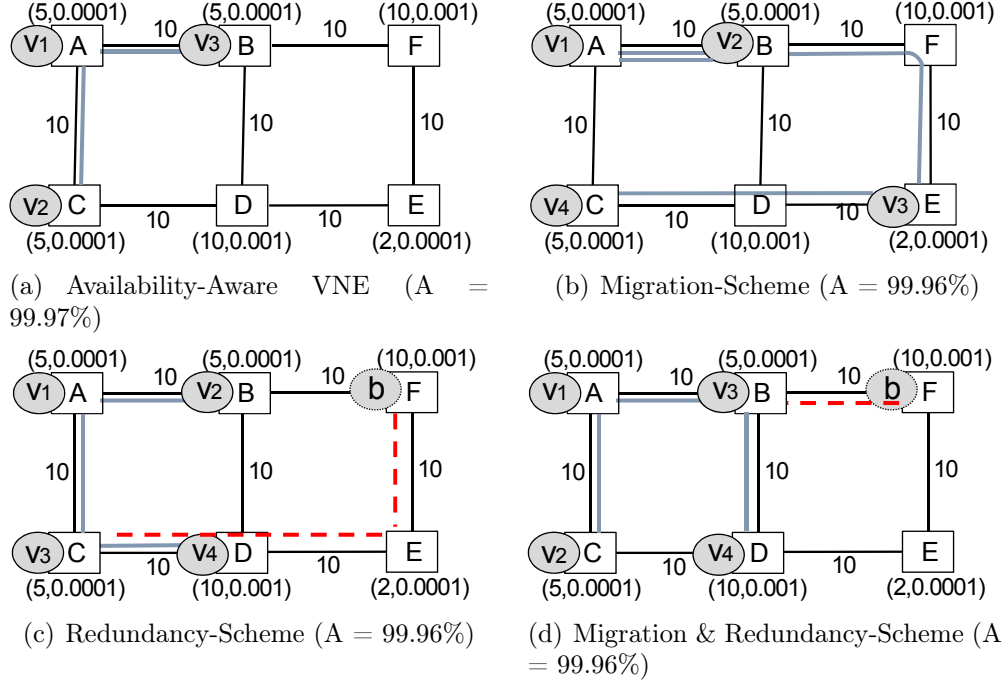 (5,0.0001) (5,0.0001) (10,0.001)
V1 A 10 V3 B 10 F
10 10 10
V2 C 10 D 10 E
(5,0.0001) (10,0.001) (2,0.0001)
(a) Availability-Aware VNE (A =
99.97%)
(5,0.0001) (5,0.0001) (10,0.001)
V1 A 10 V2 B 10 F
10 10 10
V4 C 10 D 10 V3 E
(5,0.0001) (10,0.001) (2,0.0001)
(b) Migration-Scheme (A = 99.96%)
(5,0.0001) (5,0.0001) (10,0.001)
V1 A 10 V2 B 10 b F
10 10 10
V3 C 10 V4 D 10 E
(5,0.0001) (10,0.001) (2,0.0001)
(c) Redundancy-Scheme (A = 99.96%)
(5,0.0001) (5,0.0001) (10,0.001)
V1 A 10 V3 B 10 b F
10 10 10
V2 C 10 V4 D 10 E
(5,0.0001) (10,0.001) (2,0.0001)
(d) Migration & Redundancy-Scheme (A
= 99.96%)